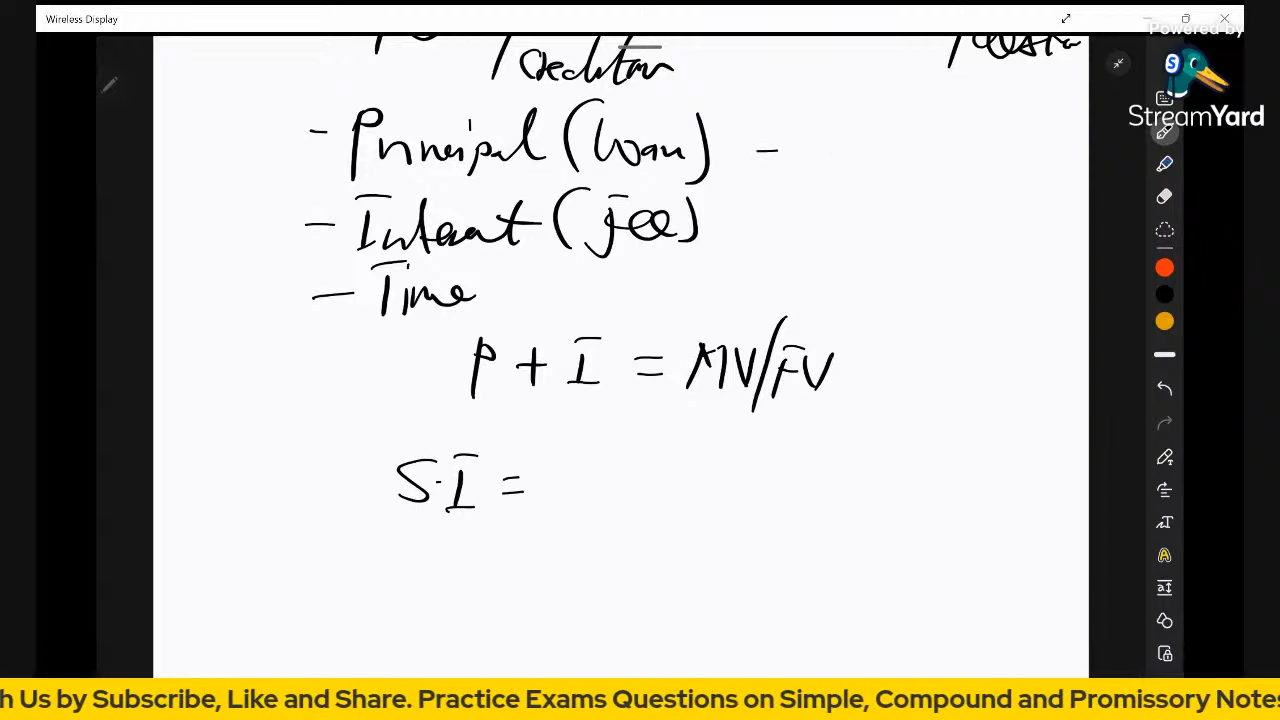 Wireless Display
Powered by
StreamYard
- Principal (loan) -
- Interest (fee)
- Time
P + I = MV/FV
S.I =
h Us by Subscribe, Like and Share. Practice Exams Questions on Simple, Compound and Promissory Notes